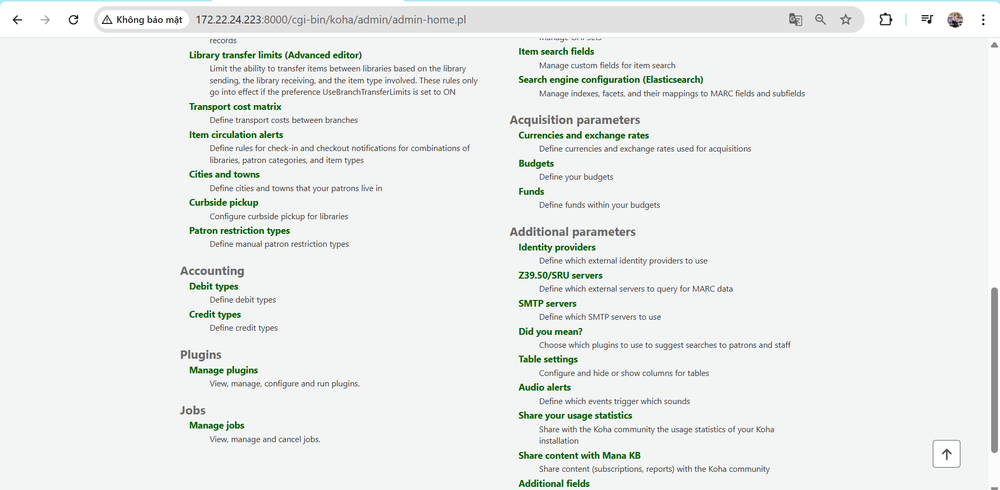 Không bảo mật
172.22.24.223:8000/cgi-bin/koha/admin/admin-home.pl
records
Library transfer limits (Advanced editor)
Limit the ability to transfer items between libraries based on the library
sending, the library receiving, and the item type involved. These rules only
go into effect if the preference UseBranchTransferLimits is set to ON
Transport cost matrix
Define transport costs between branches
Item circulation alerts
Define rules for check-in and checkout notifications for combinations of
libraries, patron categories, and item types
Cities and towns
Define cities and towns that your patrons live in
Curbside pickup
Configure curbside pickup for libraries
Patron restriction types
Define manual patron restriction types
Accounting
Debit types
Define debit types
Credit types
Define credit types
Plugins
Manage plugins
View, manage, configure and run plugins.
Jobs
Manage jobs
View, manage and cancel jobs.
Manage OAI Sets
Item search fields
Manage custom fields for item search
Search engine configuration (Elasticsearch)
Manage indexes, facets, and their mappings to MARC fields and subfields
Acquisition parameters
Currencies and exchange rates
Define currencies and exchange rates used for acquisitions
Budgets
Define your budgets
Funds
Define funds within your budgets
Additional parameters
Identity providers
Define which external identity providers to use
Z39.50/SRU servers
Define which external servers to query for MARC data
SMTP servers
Define which SMTP servers to use
Did you mean?
Choose which plugins to use to suggest searches to patrons and staff
Table settings
Configure and hide or show columns for tables
Audio alerts
Define which events trigger which sounds
Share your usage statistics
Share with the Koha community the usage statistics of your Koha
installation
Share content with Mana KB
Share content (subscriptions, reports) with the Koha community
Additional fields